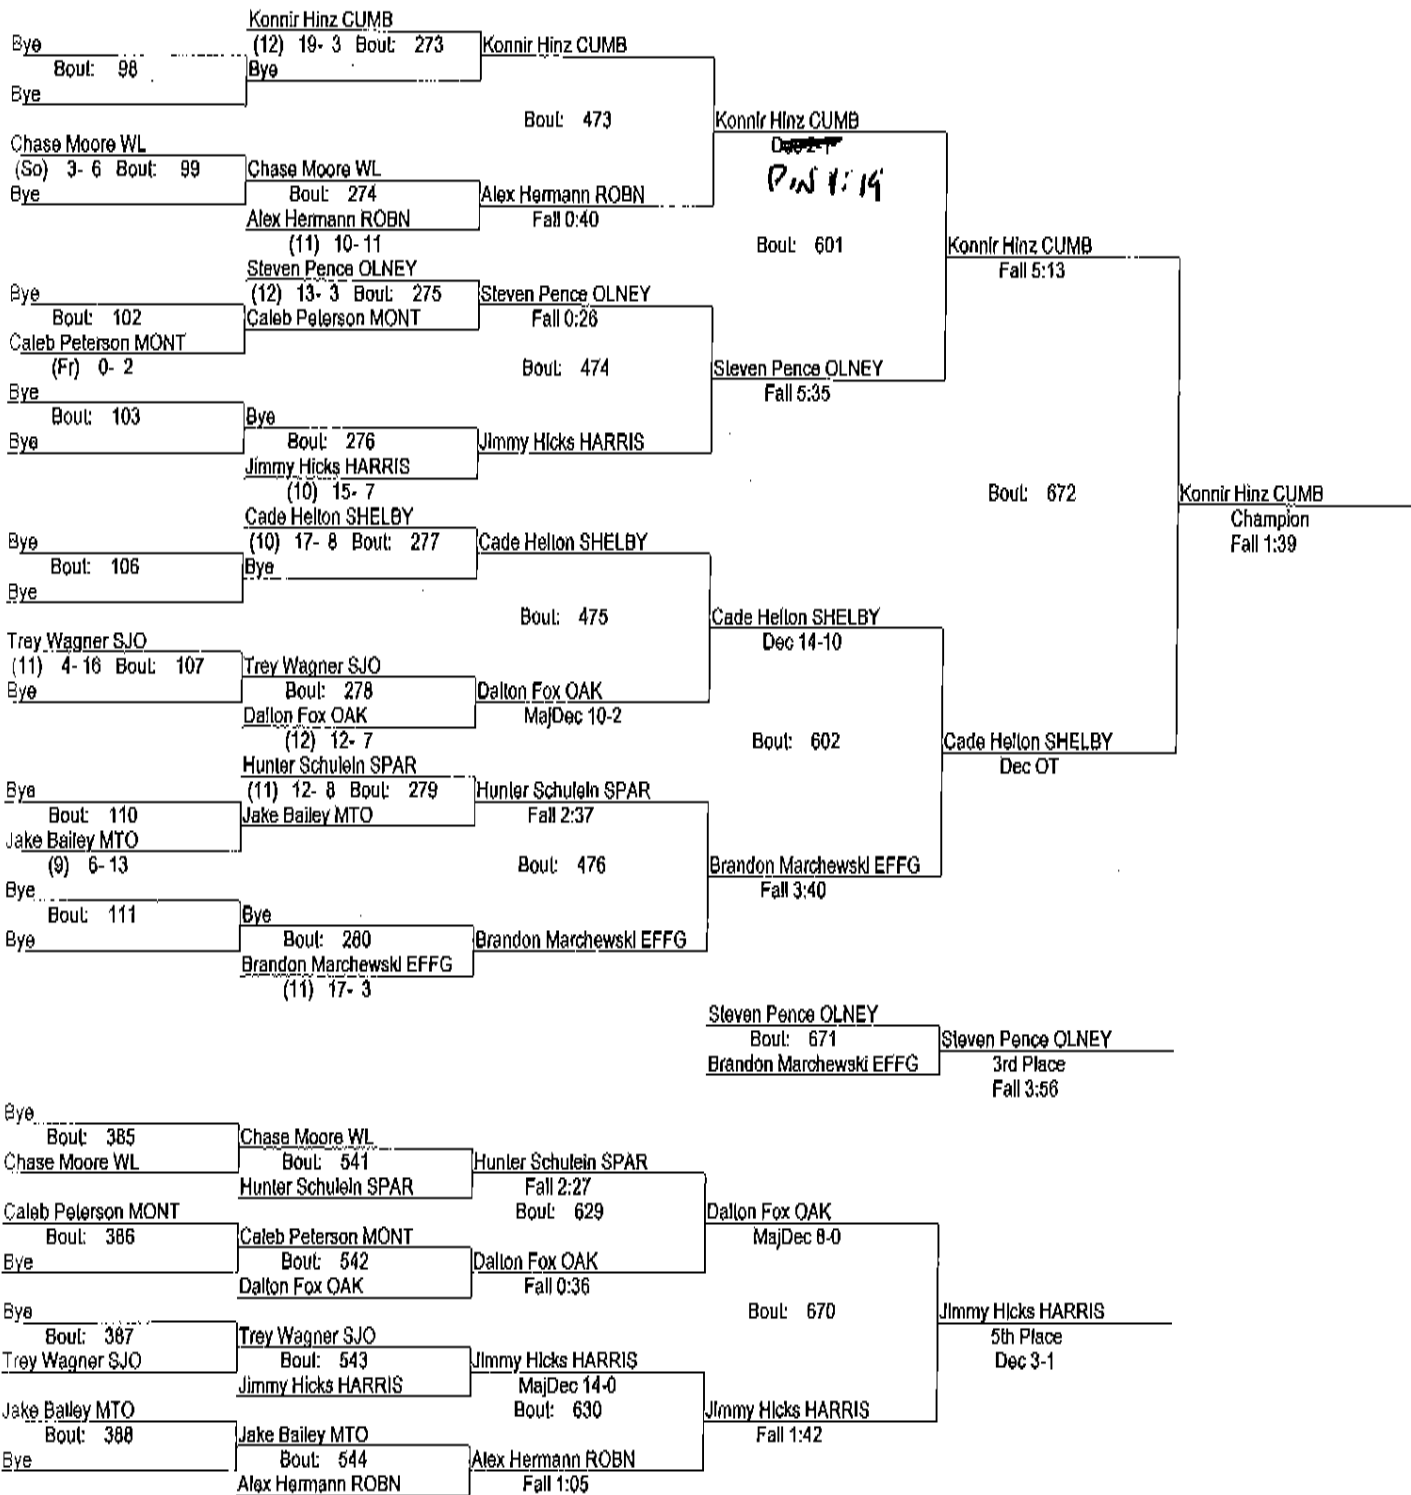 Konnir Hinz CUMB
Bye
(12) 19- 3 Bout: 273
Konnir Hinz CUMB
Bout: 98
Bye
Bye
Bout: 473
Konnir Hinz CUMB
Chase Moore WL
Dec 2-1
(So) 3- 6 Bout: 99
Chase Moore WL
PIN 1:19
Bye
Bout: 274
Alex Hermann ROBN
Alex Hermann ROBN
Fall 0:40
(11) 10- 11
Bout: 601
Konnir Hinz CUMB
Steven Pence OLNEY
Fall 5:13
Bye
(12) 13- 3 Bout: 275
Steven Pence OLNEY
Bout: 102
Caleb Peterson MONT
Fall 0:26
Caleb Peterson MONT
(Fr) 0- 2
Bout: 474
Steven Pence OLNEY
Bye
Fall 5:35
Bout: 103
Bye
Bye
Bout: 276
Jimmy Hicks HARRIS
Jimmy Hicks HARRIS
(10) 15- 7
Bout: 672
Konnir Hinz CUMB
Cade Helton SHELBY
Champion
Bye
(10) 17- 8 Bout: 277
Cade Helton SHELBY
Fall 1:39
Bout: 106
Bye
Bye
Bout: 475
Cade Helton SHELBY
Trey Wagner SJO
Dec 14-10
(11) 4- 16 Bout: 107
Trey Wagner SJO
Bye
Bout: 278
Dalton Fox OAK
Dalton Fox OAK
MajDec 10-2
(12) 12- 7
Bout: 602
Cade Helton SHELBY
Hunter Schulein SPAR
Dec OT
Bye
(11) 12- 8 Bout: 279
Hunter Schulein SPAR
Bout: 110
Jake Bailey MTO
Fall 2:37
Jake Bailey MTO
(9) 6- 13
Bout: 476
Brandon Marchewski EFFG
Bye
Fall 3:40
Bout: 111
Bye
Bye
Bout: 280
Brandon Marchewski EFFG
Brandon Marchewski EFFG
(11) 17- 3
Steven Pence OLNEY
Bout: 671
Steven Pence OLNEY
Brandon Marchewski EFFG
3rd Place
Fall 3:56
Bye
Bout: 385
Chase Moore WL
Chase Moore WL
Bout: 541
Hunter Schulein SPAR
Hunter Schulein SPAR
Fall 2:27
Caleb Peterson MONT
Bout: 629
Dalton Fox OAK
Bout: 386
Caleb Peterson MONT
MajDec 8-0
Bye
Bout: 542
Dalton Fox OAK
Dalton Fox OAK
Fall 0:36
Bye
Bout: 670
Jimmy Hicks HARRIS
Bout: 387
Trey Wagner SJO
5th Place
Trey Wagner SJO
Bout: 543
Jimmy Hicks HARRIS
Dec 3-1
Jimmy Hicks HARRIS
MajDec 14-0
Jake Bailey MTO
Bout: 630
Jimmy Hicks HARRIS
Bout: 388
Jake Bailey MTO
Fall 1:42
Bye
Bout: 544
Alex Hermann ROBN
Alex Hermann ROBN
Fall 1:05